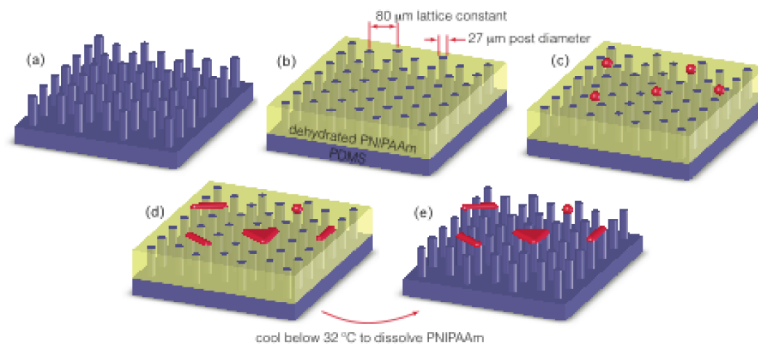 80 μm lattice constant
(a)
(b)
27 μm post diameter
(c)
dehydrated PNIPAAm
PDMS
(d)
(e)
cool below 32 °C to dissolve PNIPAAm